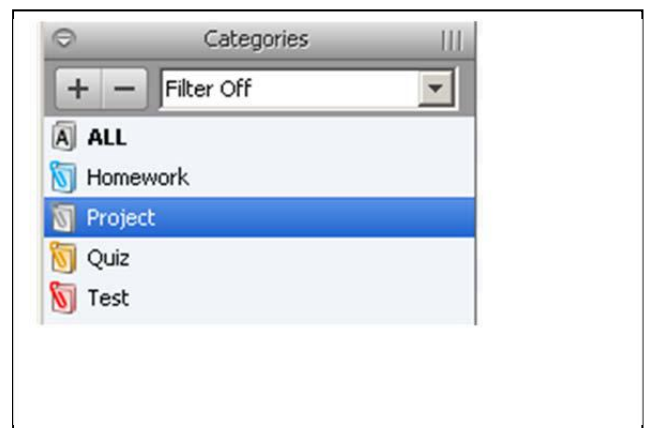 Categories
+ − Filter Off
A ALL
Homework
Project
Quiz
Test